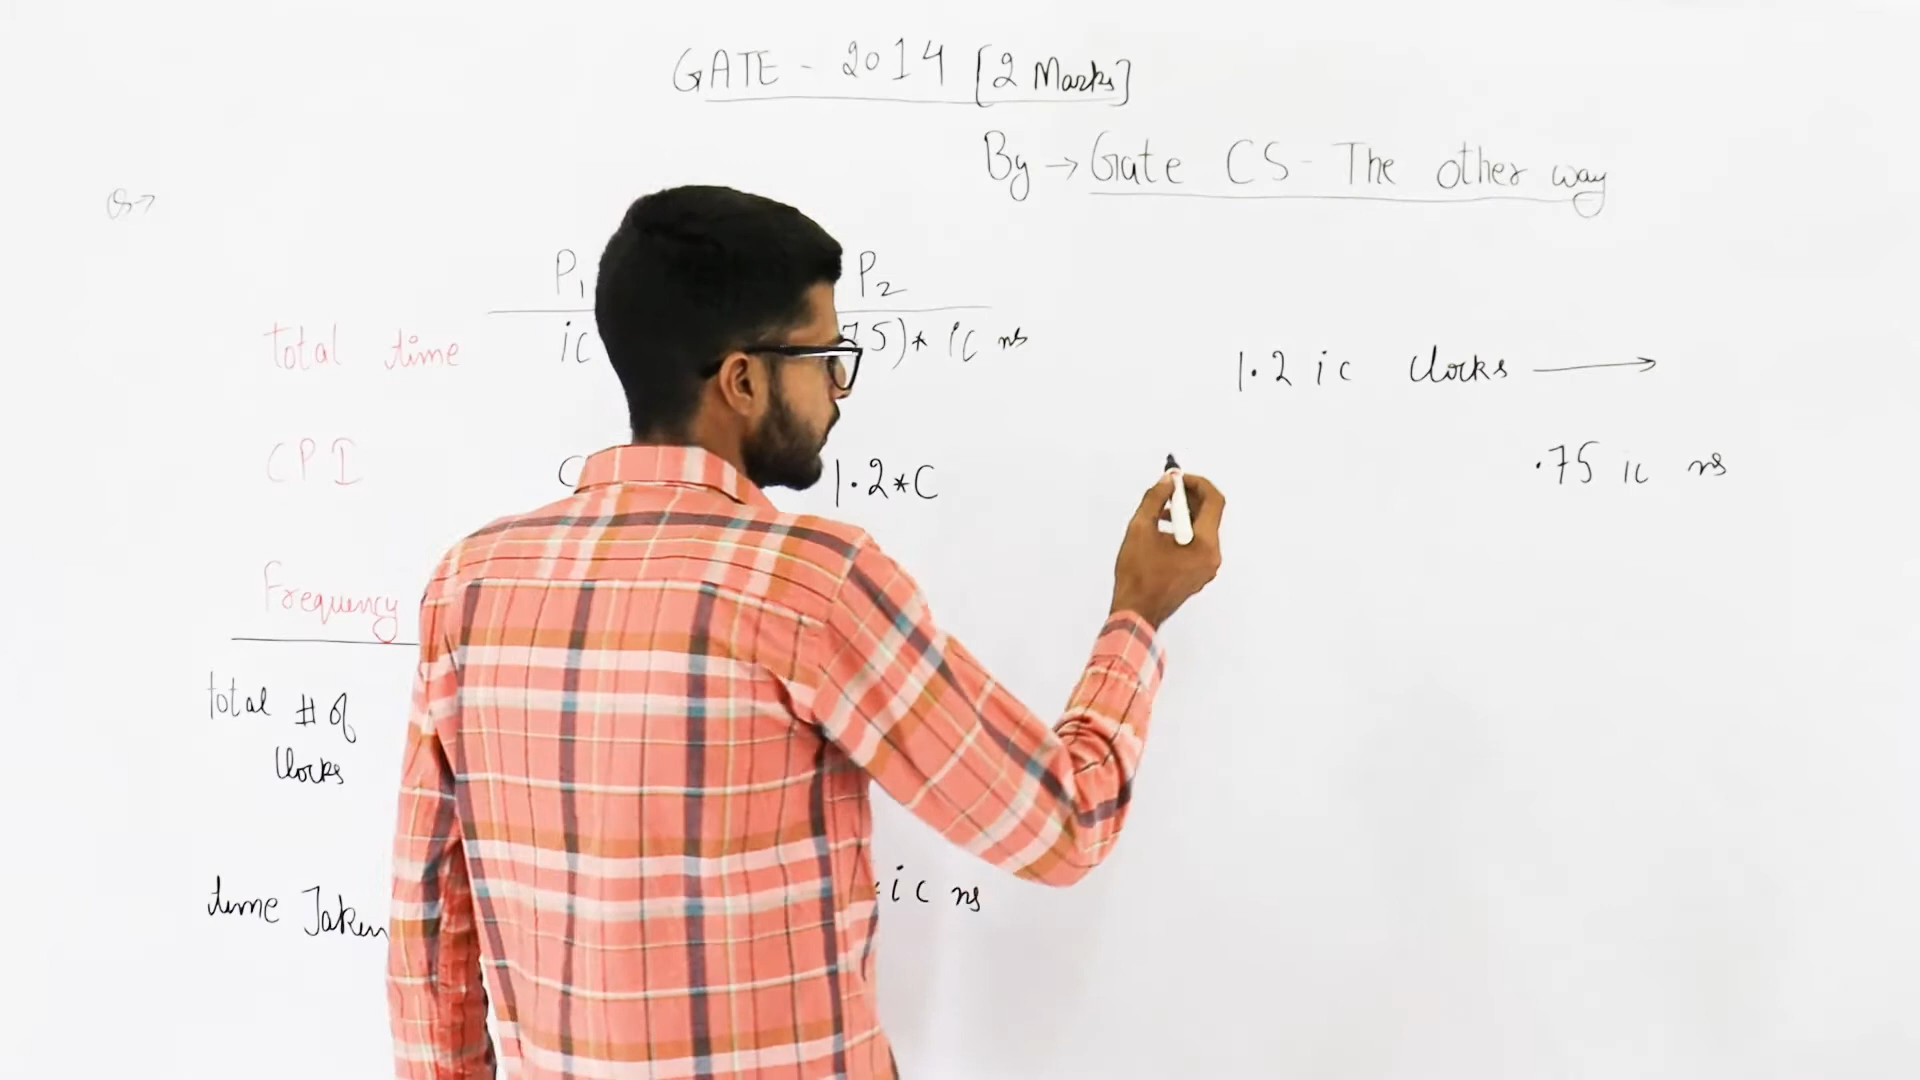 GATE - 2014 [2 Marks]
By → Gate CS - The other way
Q →
P1 P2
total time ic 75) * ic ns
CPI C 1.2*C
Frequency
total # of
Clocks
time Taken * ic ns
1.2 ic Clocks →
.75 ic ns